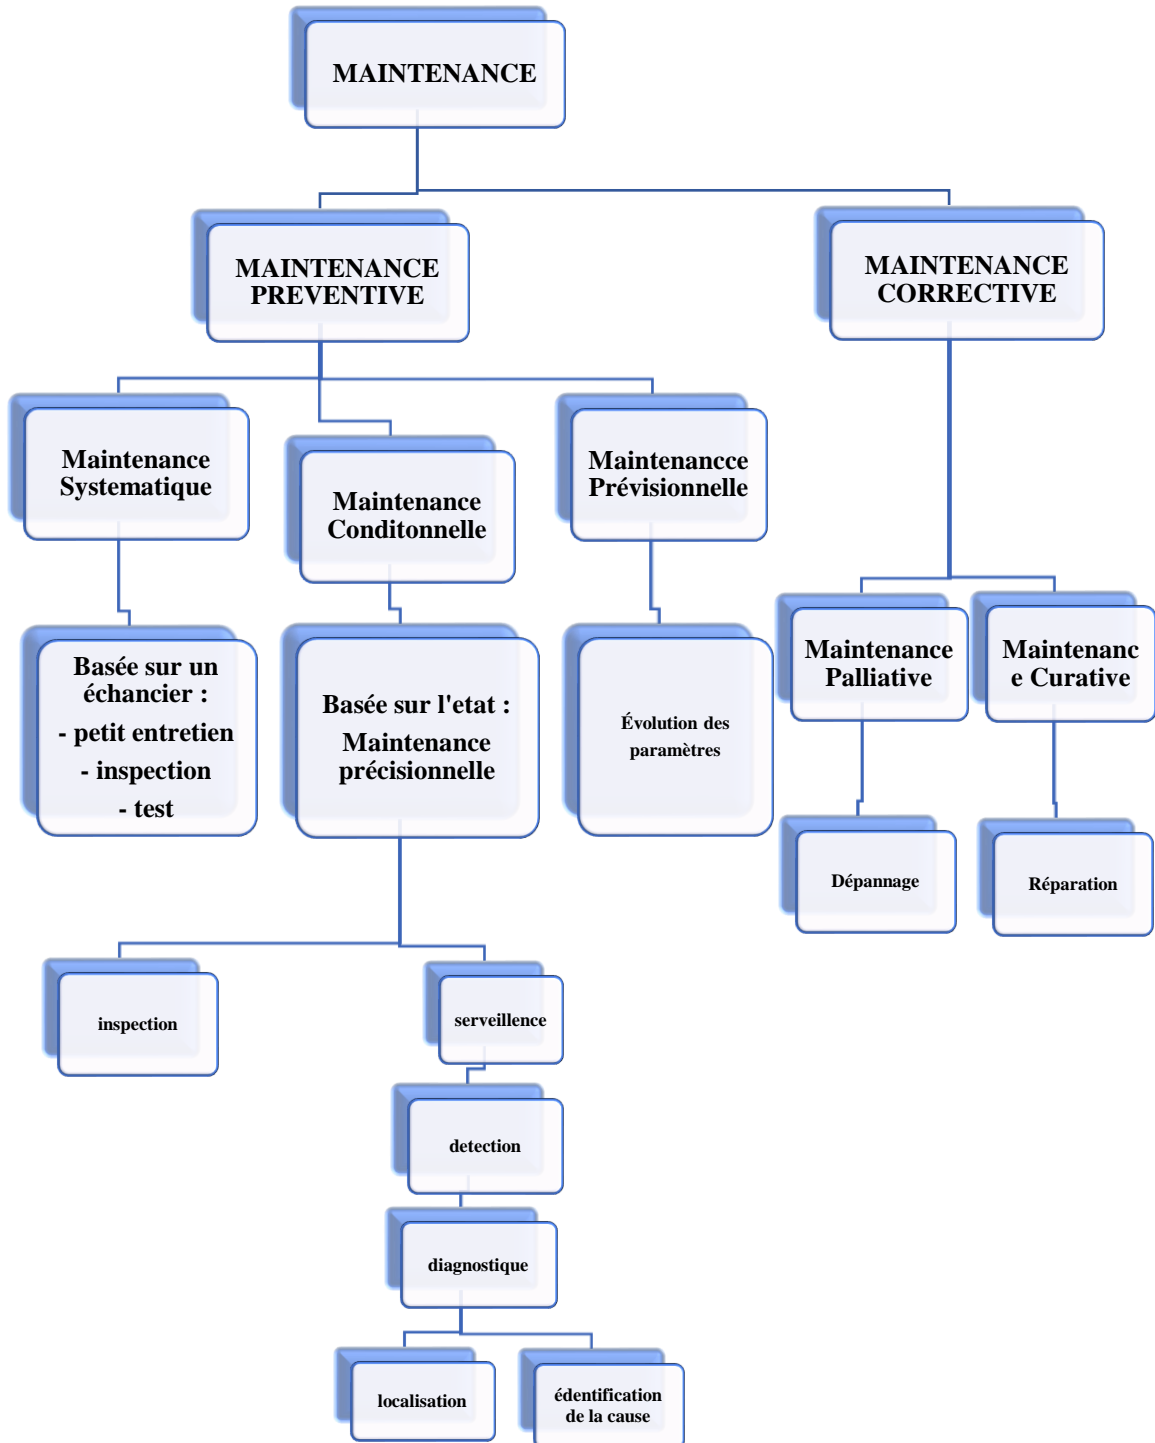 MAINTENANCE
MAINTENANCE
PREVENTIVE
MAINTENANCE
CORRECTIVE
Maintenance
Systematique
Maintenance
Conditonnelle
Maintenancce
Prévisionnelle
Maintenance
Palliative
Maintenanc
e Curative
Basée sur un
échancier :
- petit entretien
- inspection
- test
Basée sur l'etat :
Maintenance
précisionnelle
Évolution des
paramètres
Dépannage
Réparation
inspection
serveillence
detection
diagnostique
localisation
édentification
de la cause